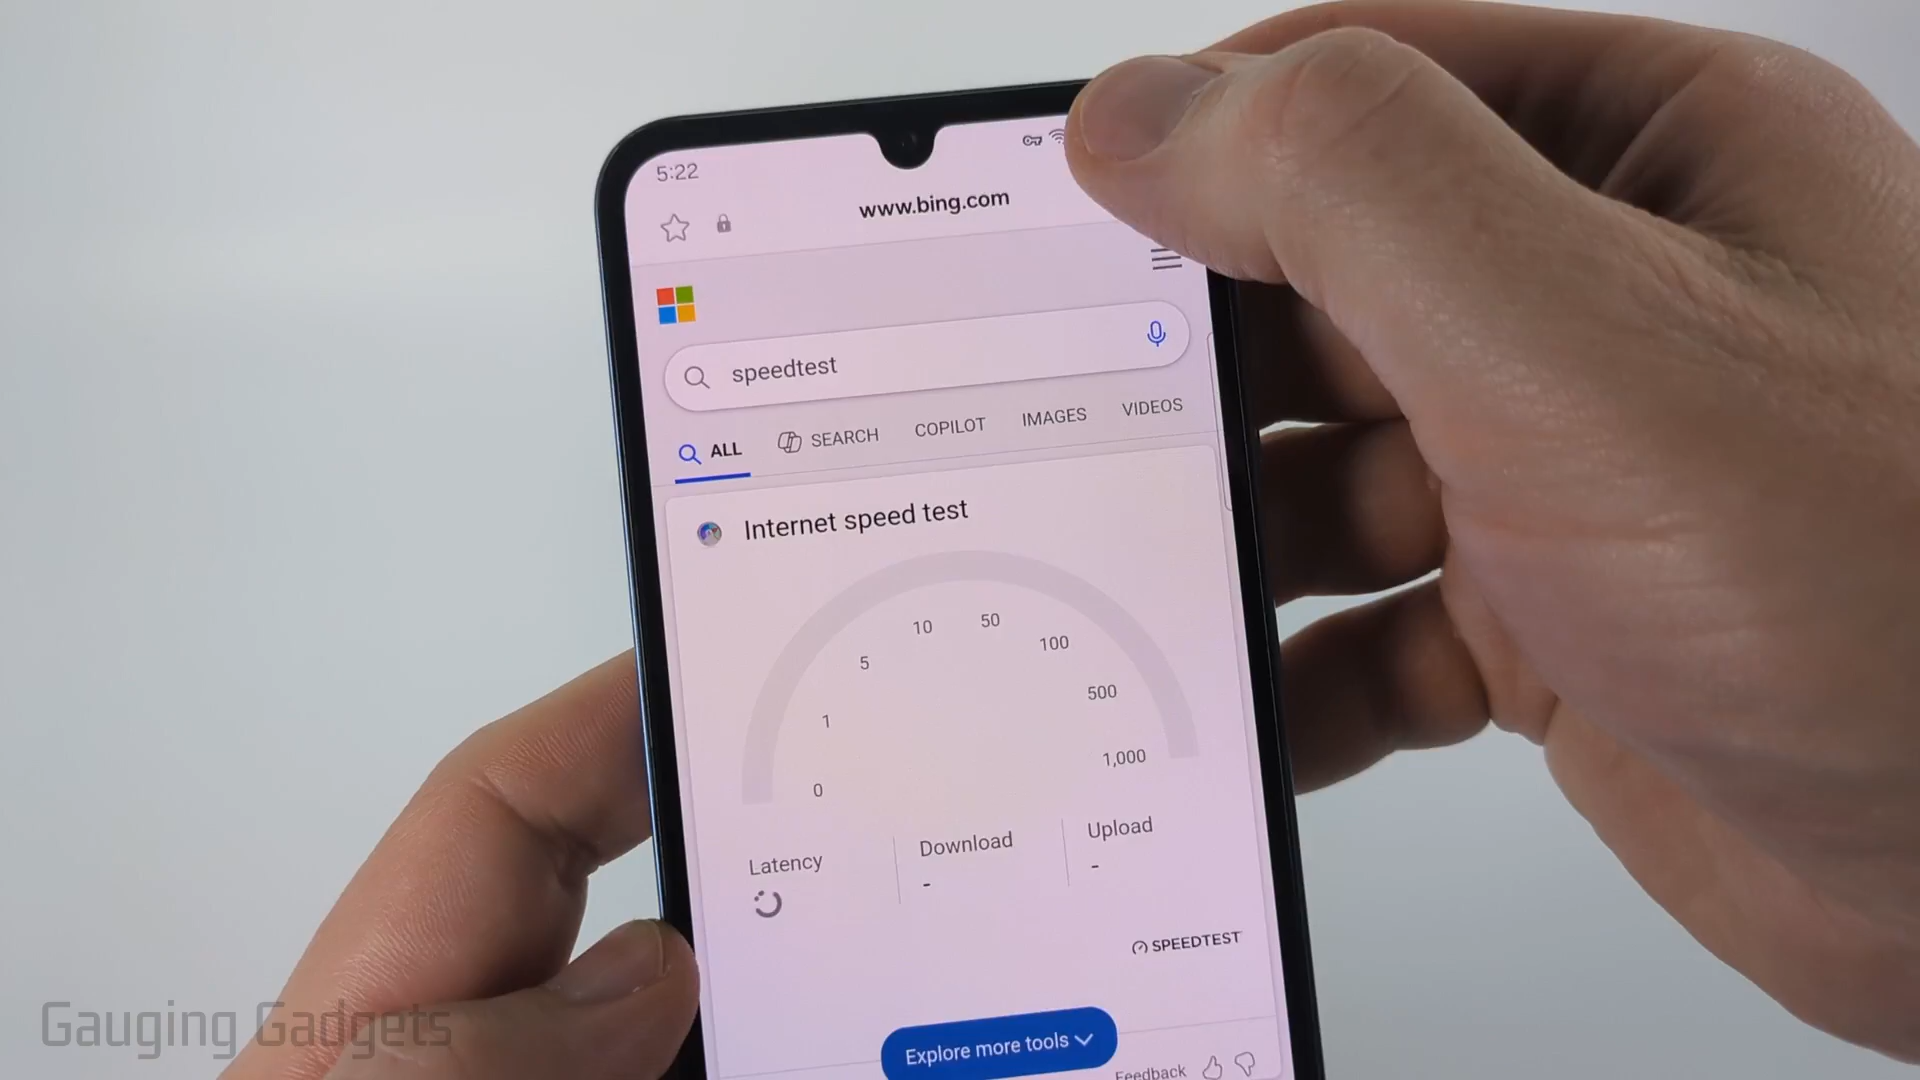 5:22
www.bing.com
speedtest
ALL SEARCH COPILOT IMAGES VIDEOS
Internet speed test
0
1
5
10
50
100
500
1,000
Latency
Download
-
Upload
-
SPEEDTEST
Explore more tools
Feedback
Gauging Gadgets